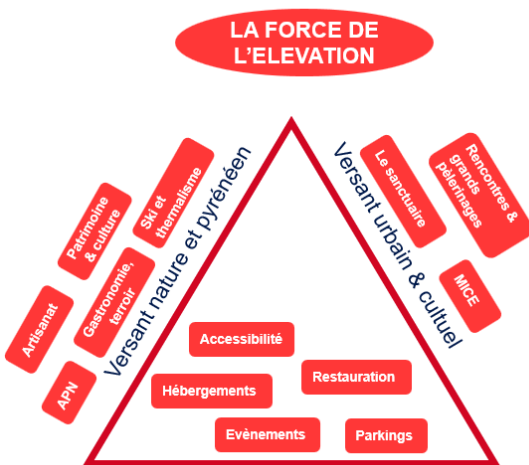 LA FORCE DE
L'ELEVATION
Versant nature et pyrénéen
Ski et
thermalisme
Patrimoine
& culture
Gastronomie,
terroir
Artisanat
APN
Versant urbain & cultuel
Le sanctuaire
Rencontres &
grands
pèlerinages
MICE
Accessibilité
Hébergements
Restauration
Evènements
Parkings